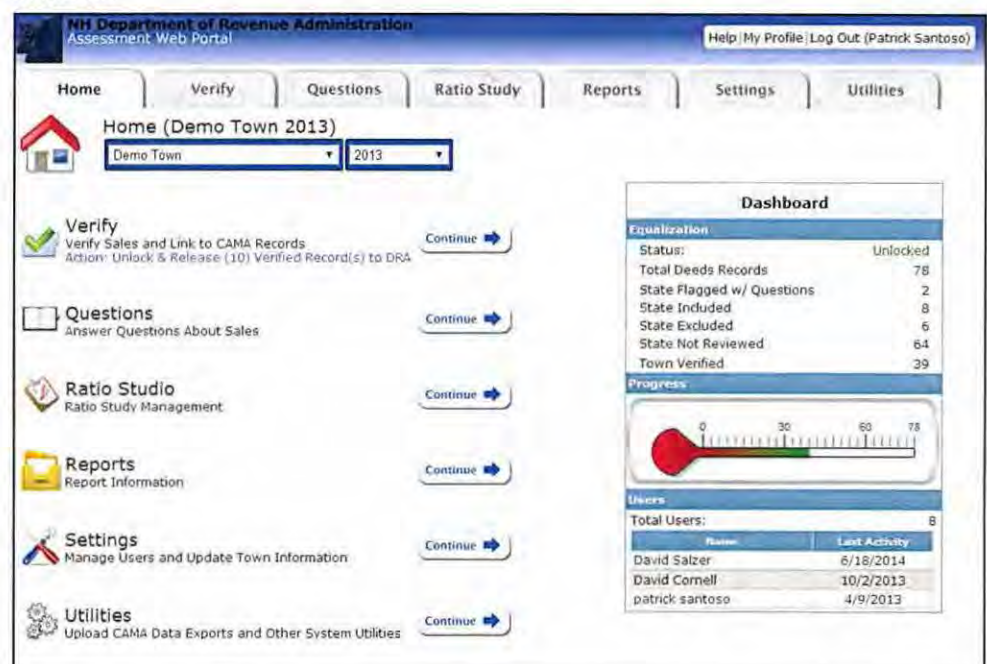 NH Department of Revenue Administration
Assessment Web Portal
Help|My Profile|Log Out (Patrick Santoso)
Home Verify Questions Ratio Study Reports Settings Utilities
Home (Demo Town 2013)
Demo Town 2013
Verify
Verify Sales and Link to CAMA Records
Action: Unlock & Release (10) Verified Record(s) to DRA
Continue
Questions
Answer Questions About Sales
Continue
Ratio Studio
Ratio Study Management
Continue
Reports
Report Information
Continue
Settings
Manage Users and Update Town Information
Continue
Utilities
Upload CAMA Data Exports and Other System Utilities
Continue
Dashboard
Equalization
Status: Unlocked
Total Deeds Records 78
State Flagged w/ Questions 2
State Included 8
State Excluded 6
State Not Reviewed 64
Town Verified 39
Progress
0 30 60 78
Users
Total Users: 8
Name Last Activity
David Salzer 6/18/2014
David Cornell 10/2/2013
patrick santoso 4/9/2013